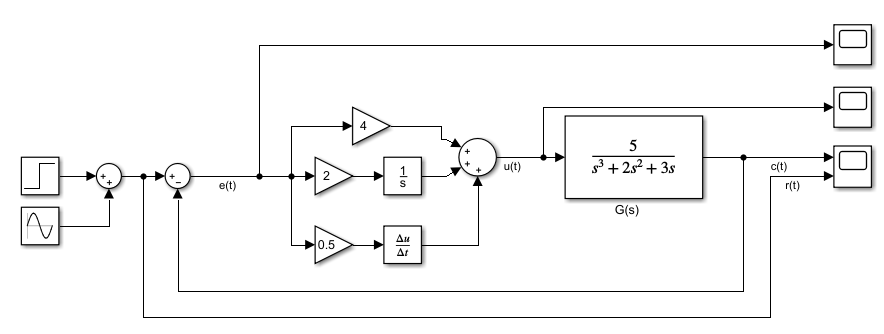 +
+
+
−
e(t)
4
2
1
s
0.5
Δu
Δt
+
+
+
u(t)
5
s³ + 2s² + 3s
G(s)
c(t)
r(t)